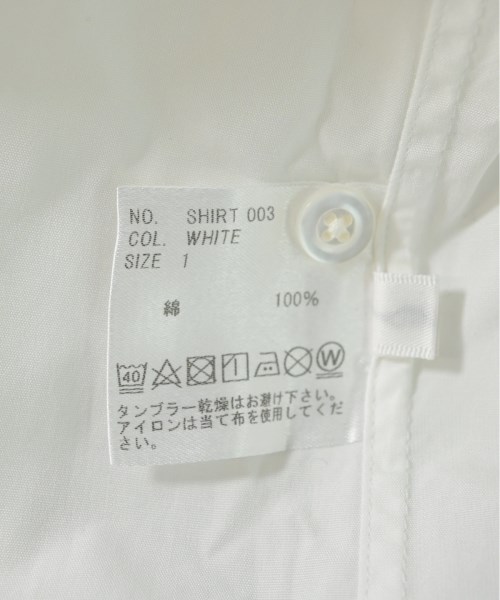 NO. SHIRT 003
COL. WHITE
SIZE 1
綿 100%
40 W
タンブラー乾燥はお避け下さい。
アイロンは当て布を使用してくだ
さい。